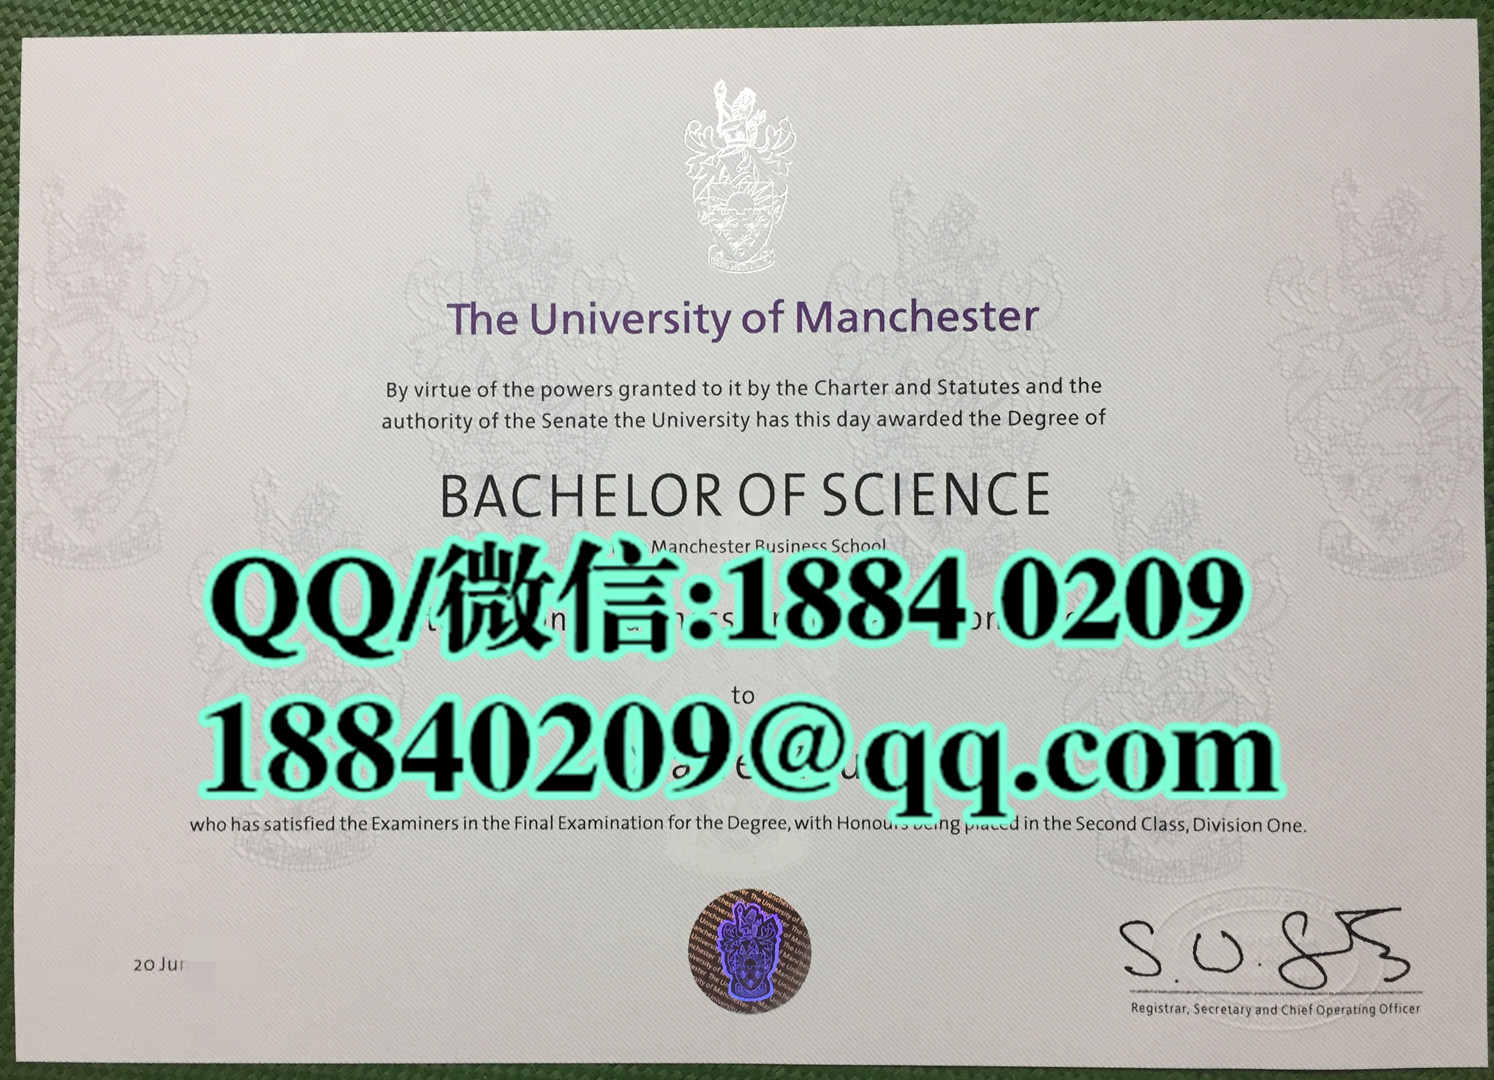 The University of Manchester
By virtue of the powers granted to it by the Charter and Statutes and the
authority of the Senate the University has this day awarded the Degree of
BACHELOR OF SCIENCE
Manchester Business School
QQ/微信:1884 0209
to
18840209@qq.com
who has satisfied the Examiners in the Final Examination for the Degree, with Honours being placed in the Second Class, Division One.
20 Jun
Registrar, Secretary and Chief Operating Officer